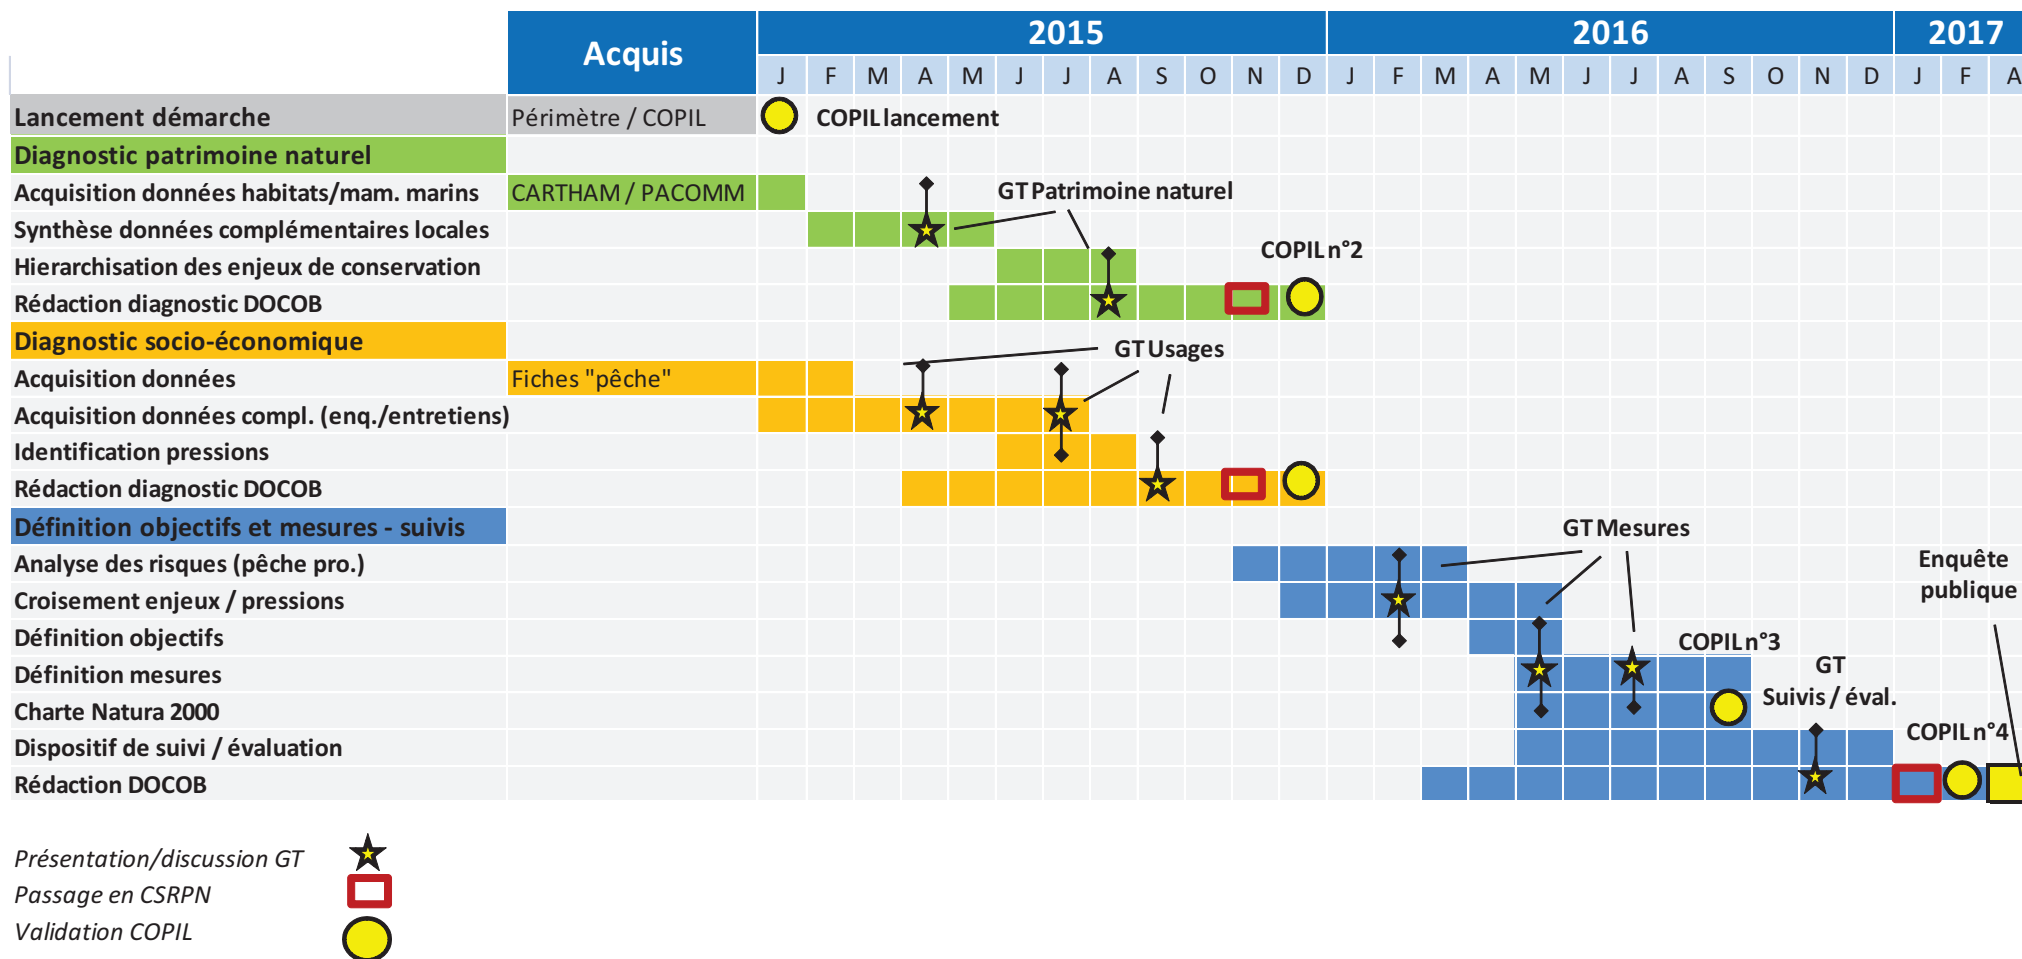 Acquis 2015 2016 2017
J F M A M J J A S O N D J F M A M J J A S O N D J F A
Lancement démarche Périmètre / COPIL COPIL lancement
Diagnostic patrimoine naturel
Acquisition données habitats/mam. marins CARTHAM / PACOMM GT Patrimoine naturel
Synthèse données complémentaires locales
COPIL n°2
Hierarchisation des enjeux de conservation
Rédaction diagnostic DOCOB
Diagnostic socio-économique
GT Usages
Acquisition données Fiches "pêche"
Acquisition données compl. (enq./entretiens)
Identification pressions
Rédaction diagnostic DOCOB
Définition objectifs et mesures - suivis GT Mesures
Analyse des risques (pêche pro.) Enquête
publique
Croisement enjeux / pressions
Définition objectifs COPIL n°3
Définition mesures GT
Suivis / éval.
Charte Natura 2000
COPIL n°4
Dispositif de suivi / évaluation
Rédaction DOCOB
Présentation/discussion GT
Passage en CSRPN
Validation COPIL